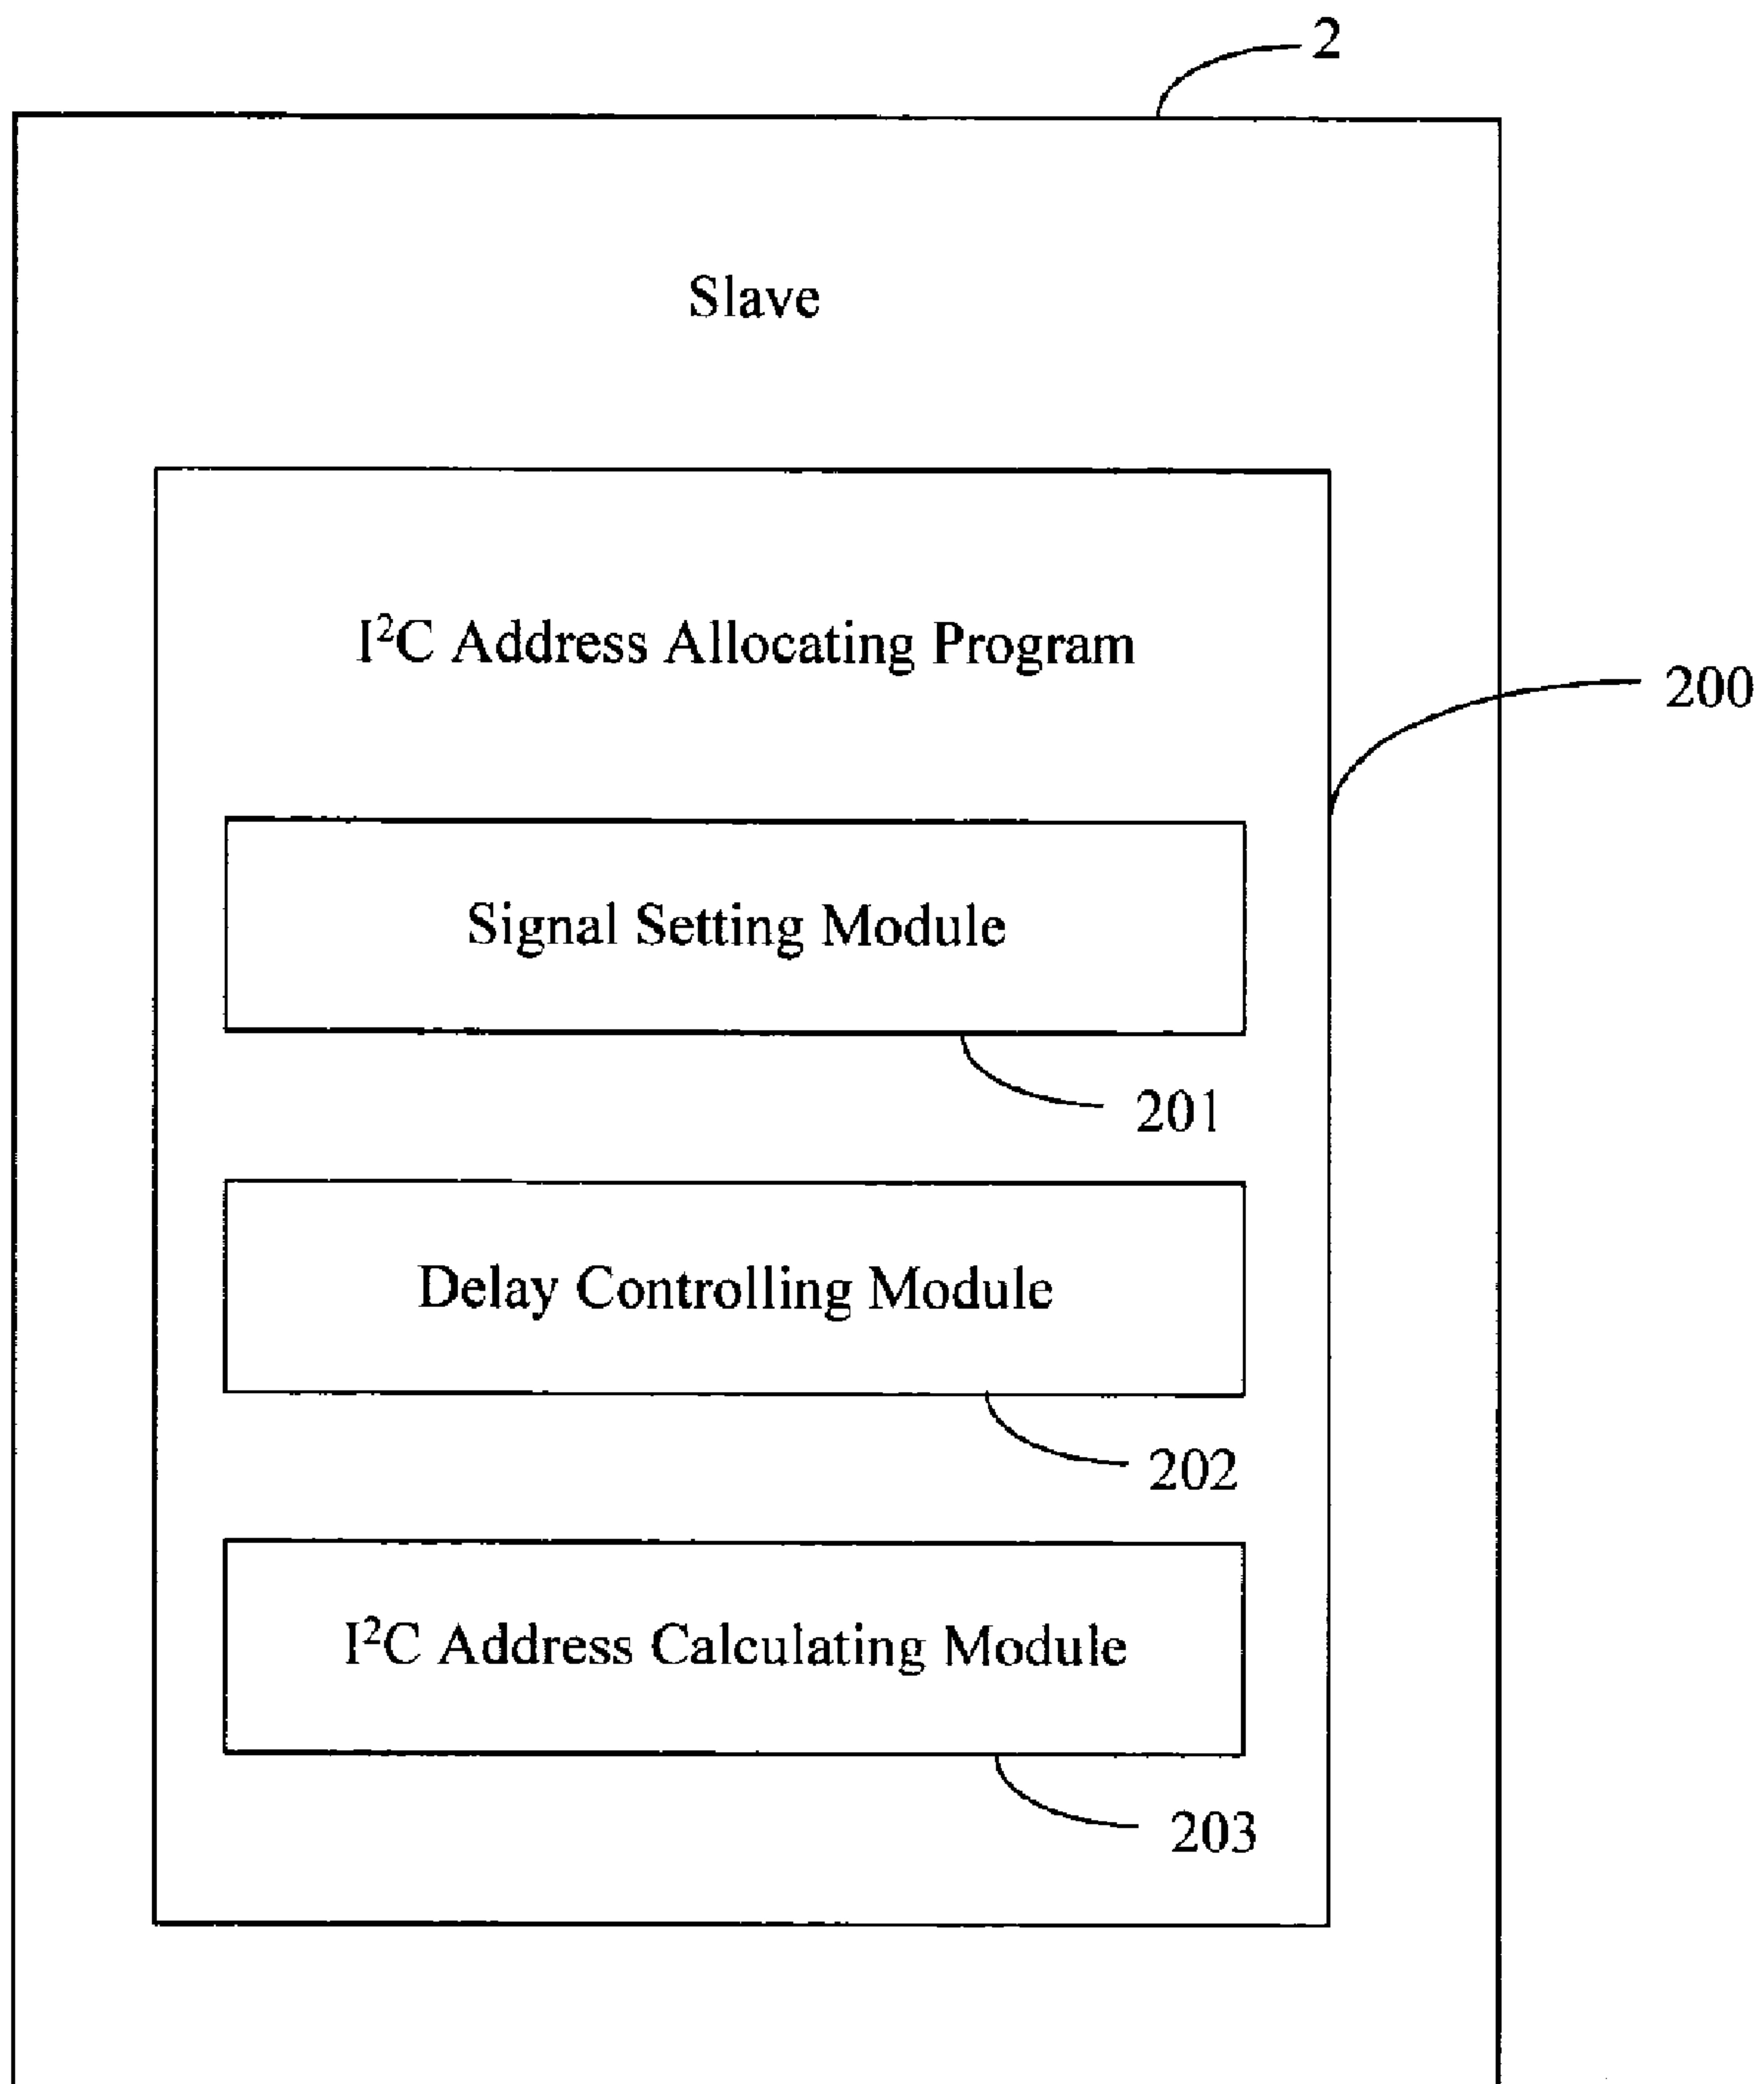 2
Slave
I²C Address Allocating Program
200
Signal Setting Module
201
Delay Controlling Module
202
I²C Address Calculating Module
203